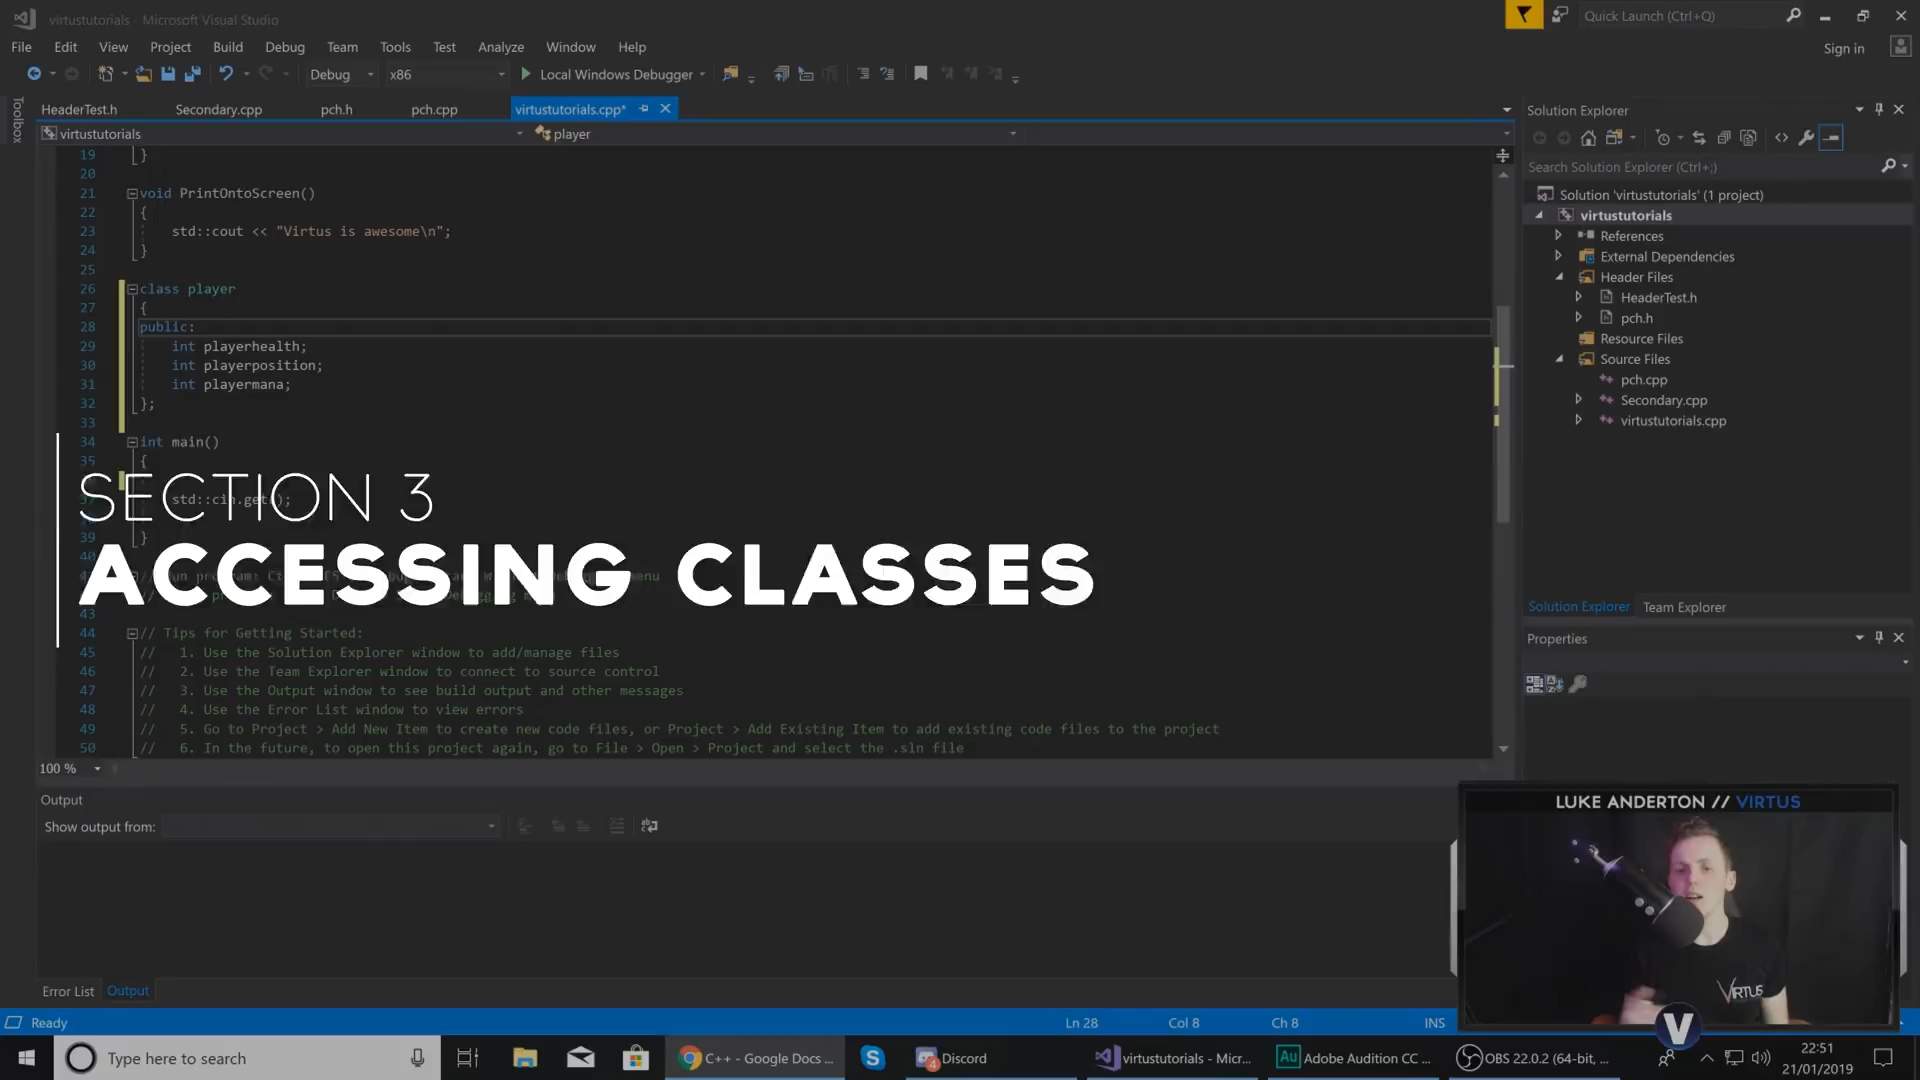 virtustutorials - Microsoft Visual Studio
Quick Launch (Ctrl+Q)
File Edit View Project Build Debug Team Tools Test Analyze Window Help
Sign in
Debug x86 Local Windows Debugger
Toolbox
HeaderTest.h Secondary.cpp pch.h pch.cpp virtustutorials.cpp*
virtustutorials player
19 }
20
21 void PrintOntoScreen()
22 {
23 std::cout << "Virtus is awesome\n";
24 }
25
26 class player
27 {
28 public:
29 int playerhealth;
30 int playerposition;
31 int playermana;
32 };
33
34 int main()
35 {
std::cin.get();
39 }
SECTION 3
ACCESSING CLASSES
43
44 // Tips for Getting Started:
45 // 1. Use the Solution Explorer window to add/manage files
46 // 2. Use the Team Explorer window to connect to source control
47 // 3. Use the Output window to see build output and other messages
48 // 4. Use the Error List window to view errors
49 // 5. Go to Project > Add New Item to create new code files, or Project > Add Existing Item to add existing code files to the project
50 // 6. In the future, to open this project again, go to File > Open > Project and select the .sln file
100 %
Output
Show output from:
Error List Output
Solution Explorer
Search Solution Explorer (Ctrl+;)
Solution 'virtustutorials' (1 project)
virtustutorials
References
External Dependencies
Header Files
HeaderTest.h
pch.h
Resource Files
Source Files
pch.cpp
Secondary.cpp
virtustutorials.cpp
Solution Explorer Team Explorer
Properties
LUKE ANDERTON // VIRTUS
VIRTUS
V
Ready Ln 28 Col 8 Ch 8 INS
Type here to search
C++ - Google Docs ...
Discord
4
virtustutorials - Micr...
Au
Adobe Audition CC ...
OBS 22.0.2 (64-bit, ...
22:51
21/01/2019